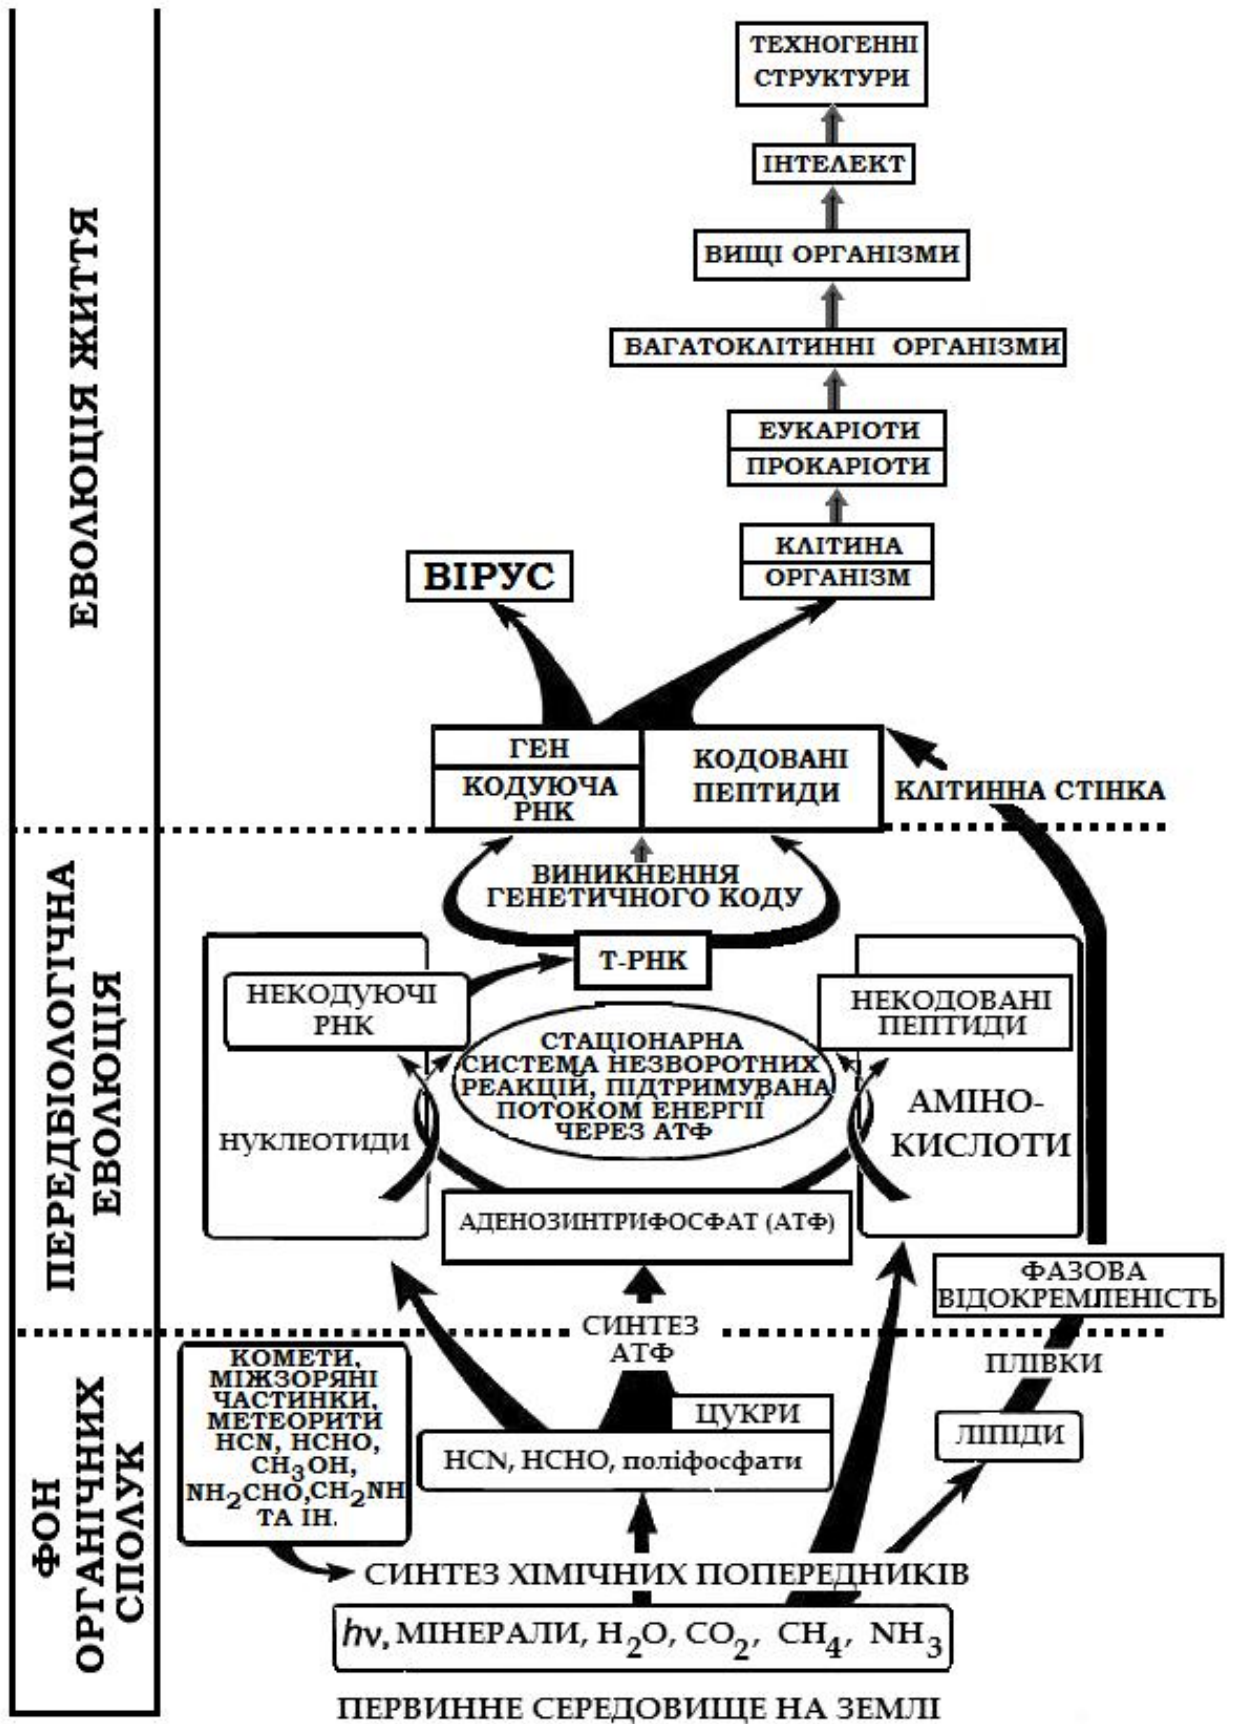 ТЕХНОГЕННІ
СТРУКТУРИ
ІНТЕЛЕКТ
ВИЩІ ОРГАНІЗМИ
БАГАТОКЛІТИННІ ОРГАНІЗМИ
ЕУКАРІОТИ
ПРОКАРІОТИ
КЛІТИНА
ОРГАНІЗМ
ВІРУС
ЕВОЛЮЦІЯ ЖИТТЯ
ГЕН
КОДУЮЧА
РНК
КОДОВАНІ
ПЕПТИДИ
КЛІТИННА СТІНКА
ПЕРЕДБІОЛОГІЧНА
ЕВОЛЮЦІЯ
ВИНИКНЕННЯ
ГЕНЕТИЧНОГО КОДУ
Т-РНК
НЕКОДУЮЧІ
РНК
НУКЛЕОТИДИ
СТАЦІОНАРНА
СИСТЕМА НЕЗВОРОТНИХ
РЕАКЦІЙ, ПІДТРИМУВАНА
ПОТОКОМ ЕНЕРГІЇ
ЧЕРЕЗ АТФ
НЕКОДОВАНІ
ПЕПТИДИ
АМІНО-
КИСЛОТИ
АДЕНОЗИНТРИФОСФАТ (АТФ)
ФАЗОВА
ВІДОКРЕМЛЕНІСТЬ
СИНТЕЗ
АТФ
ПЛІВКИ
ФОН
ОРГАНІЧНИХ
СПОЛУК
КОМЕТИ,
МІЖЗОРЯНІ
ЧАСТИНКИ,
МЕТЕОРИТИ
HCN, HCHO,
CH3OH,
NH2CHO,CH2NH
ТА ІН.
ЦУКРИ
HCN, HCHO, поліфосфати
ЛІПІДИ
СИНТЕЗ ХІМІЧНИХ ПОПЕРЕДНИКІВ
hν, МІНЕРАЛИ, H2O, CO2, CH4, NH3
ПЕРВИННЕ СЕРЕДОВИЩЕ НА ЗЕМЛІ